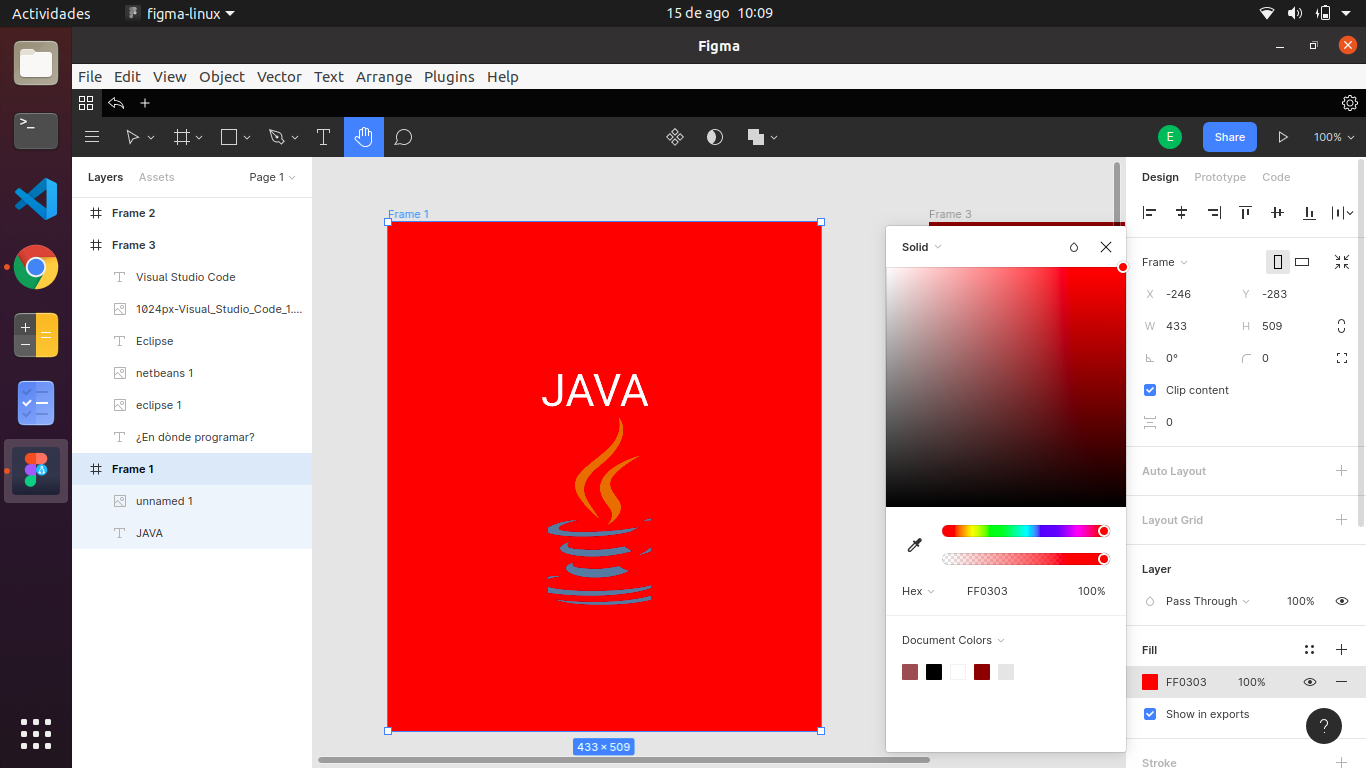 Actividades
figma-linux
15 de ago 10:09
Figma
File Edit View Object Vector Text Arrange Plugins Help
E
Share
100%
Layers
Assets
Page 1
Frame 2
Frame 3
Visual Studio Code
1024px-Visual_Studio_Code_1....
Eclipse
netbeans 1
eclipse 1
¿En dònde programar?
Frame 1
unnamed 1
JAVA
Frame 1
JAVA
433 × 509
Frame 3
Solid
Hex
FF0303
100%
Document Colors
Design
Prototype
Code
Frame
X -246
Y -283
W 433
H 509
0°
0
Clip content
0
Auto Layout
Layout Grid
Layer
Pass Through
100%
Fill
FF0303
100%
Show in exports
?
Stroke